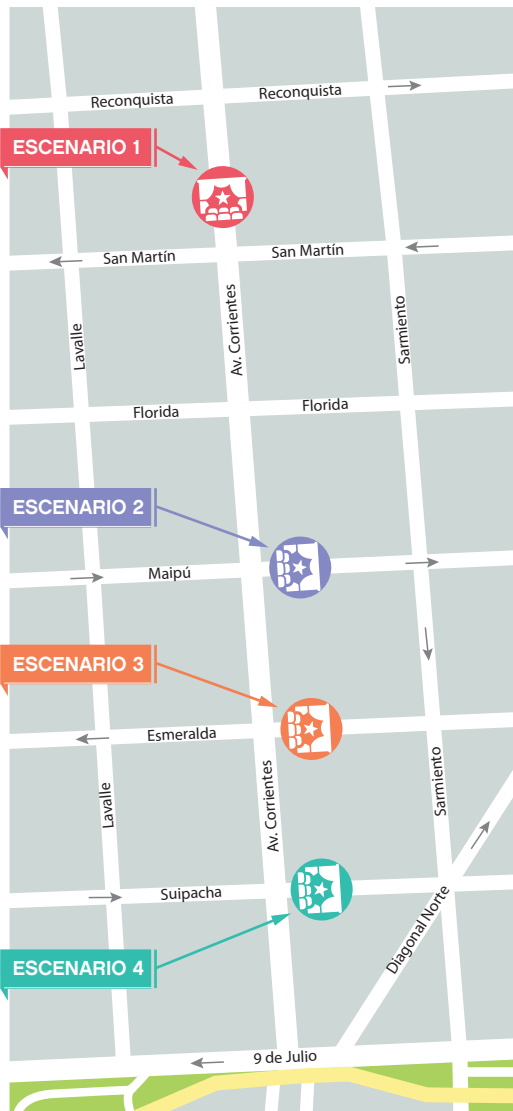 Reconquista
Reconquista
ESCENARIO 1
San Martín
San Martín
Lavalle
Av. Corrientes
Sarmiento
Florida
Florida
ESCENARIO 2
Maipú
ESCENARIO 3
Esmeralda
Lavalle
Av. Corrientes
Sarmiento
Suipacha
Diagonal Norte
ESCENARIO 4
9 de Julio